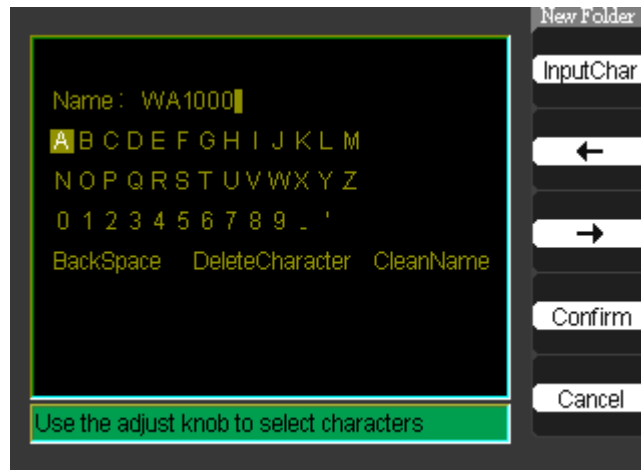 New Folder
InputChar
Name: WA1000
A B C D E F G H I J K L M
N O P Q R S T U V W X Y Z
0 1 2 3 4 5 6 7 8 9 _ '
BackSpace DeleteCharacter CleanName
←
→
Confirm
Cancel
Use the adjust knob to select characters